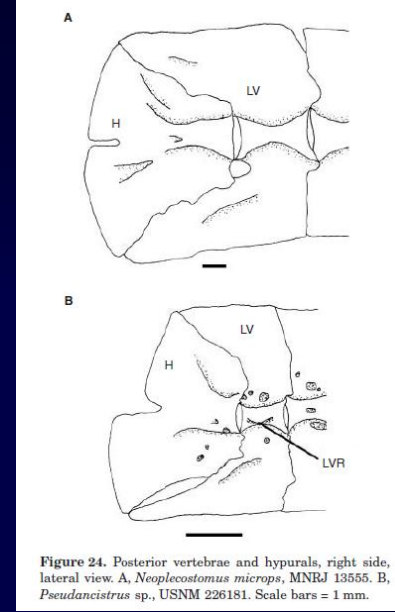 A
LV
H
B
LV
H
LVR
Figure 24. Posterior vertebrae and hypurals, right side,
lateral view. A, Neoplecostomus microps, MNRJ 13555. B,
Pseudancistrus sp., USNM 226181. Scale bars = 1 mm.